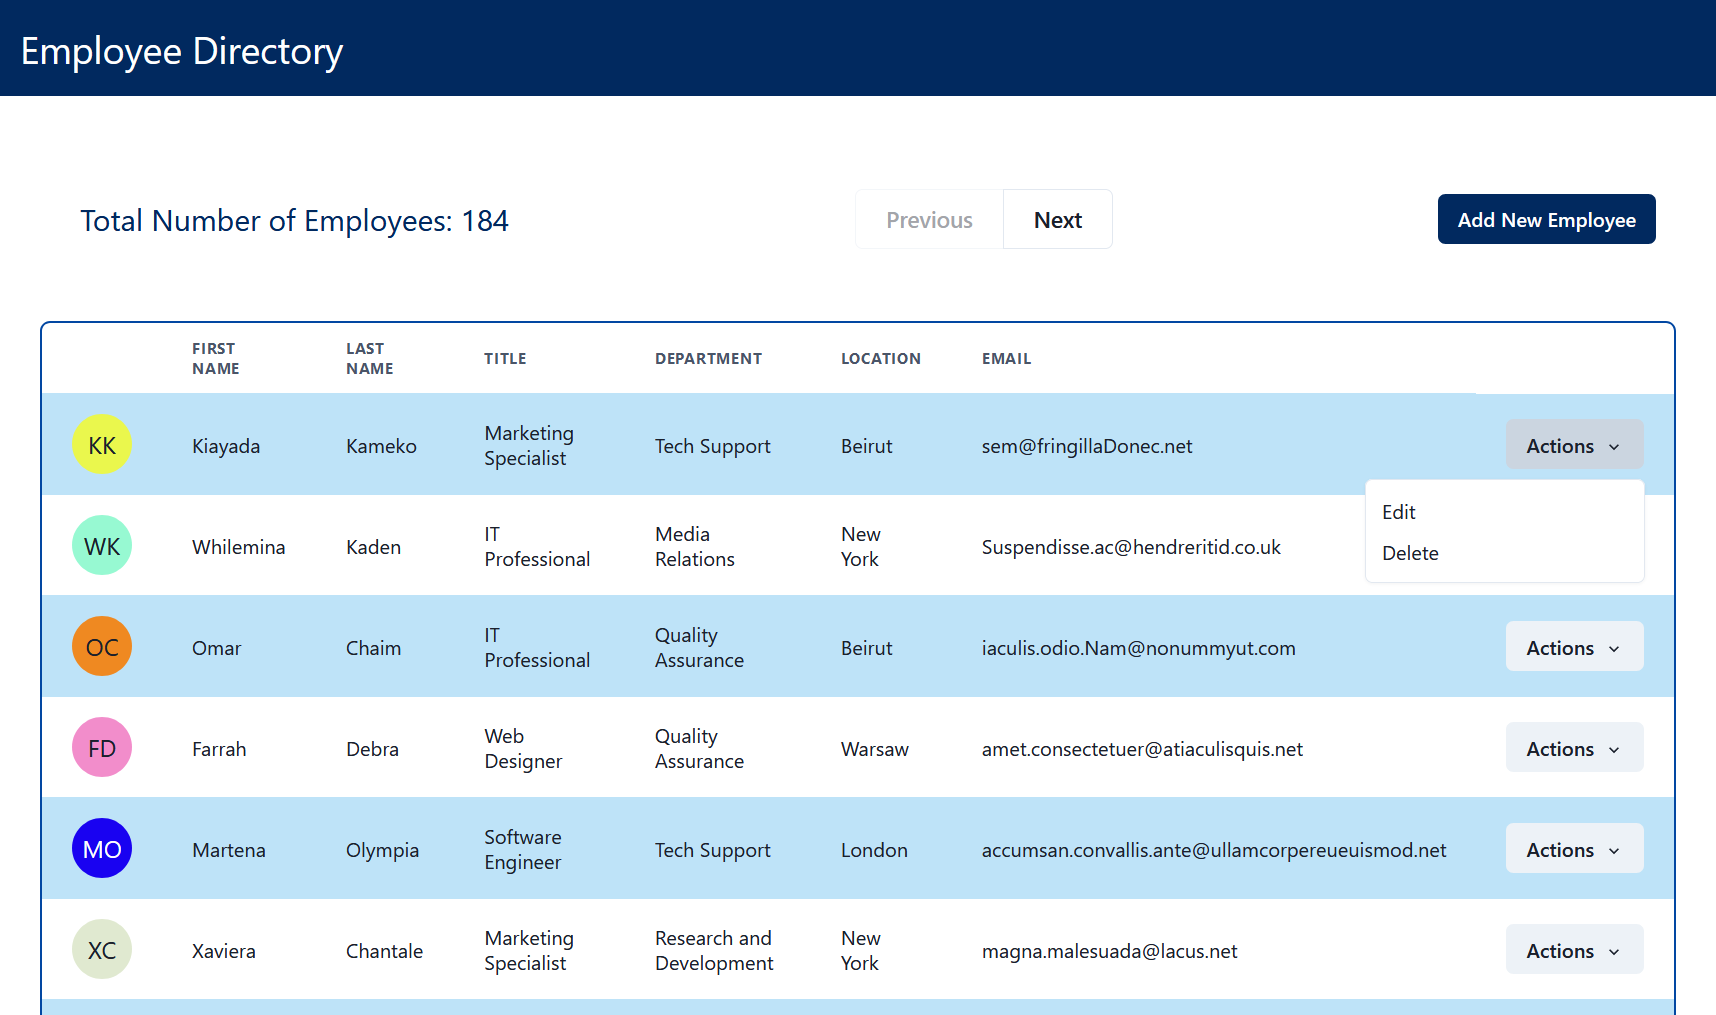 Employee Directory
Total Number of Employees: 184
Previous
Next
Add New Employee
FIRST NAME
LAST NAME
TITLE
DEPARTMENT
LOCATION
EMAIL
KK
Kiayada
Kameko
Marketing
Specialist
Tech Support
Beirut
sem@fringillaDonec.net
Actions
Edit
Delete
WK
Whilemina
Kaden
IT
Professional
Media
Relations
New
York
Suspendisse.ac@hendreritid.co.uk
OC
Omar
Chaim
IT
Professional
Quality
Assurance
Beirut
iaculis.odio.Nam@nonummyut.com
Actions
FD
Farrah
Debra
Web
Designer
Quality
Assurance
Warsaw
amet.consectetuer@atiaculisquis.net
Actions
MO
Martena
Olympia
Software
Engineer
Tech Support
London
accumsan.convallis.ante@ullamcorpereueuismod.net
Actions
XC
Xaviera
Chantale
Marketing
Specialist
Research and
Development
New
York
magna.malesuada@lacus.net
Actions